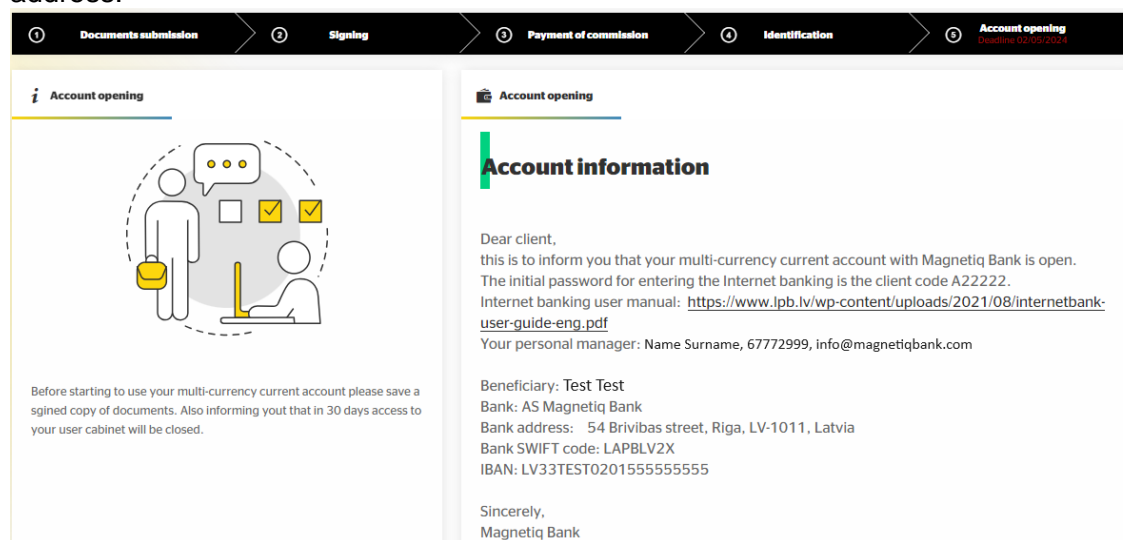 address:
1 Documents submission
2 Signing
3 Payment of commission
4 Identification
5 Account opening
Deadline 02/05/2024
i Account opening
Before starting to use your multi-currency current account please save a
sgined copy of documents. Also informing yout that in 30 days access to
your user cabinet will be closed.
Account opening
Account information
Dear client,
this is to inform you that your multi-currency current account with Magnetiq Bank is open.
The initial password for entering the Internet banking is the client code A22222.
Internet banking user manual: https://www.lpb.lv/wp-content/uploads/2021/08/internetbank-
user-guide-eng.pdf
Your personal manager: Name Surname, 67772999, info@magnetiqbank.com
Beneficiary: Test Test
Bank: AS Magnetiq Bank
Bank address: 54 Brivibas street, Riga, LV-1011, Latvia
Bank SWIFT code: LAPBLV2X
IBAN: LV33TEST0201555555555
Sincerely,
Magnetiq Bank